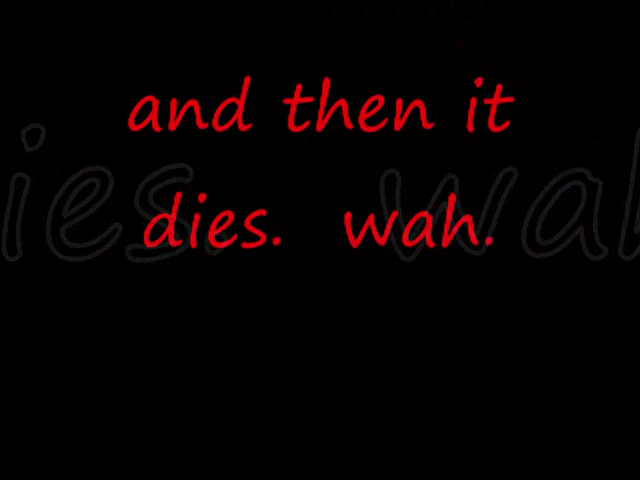 and then it
dies. wah.